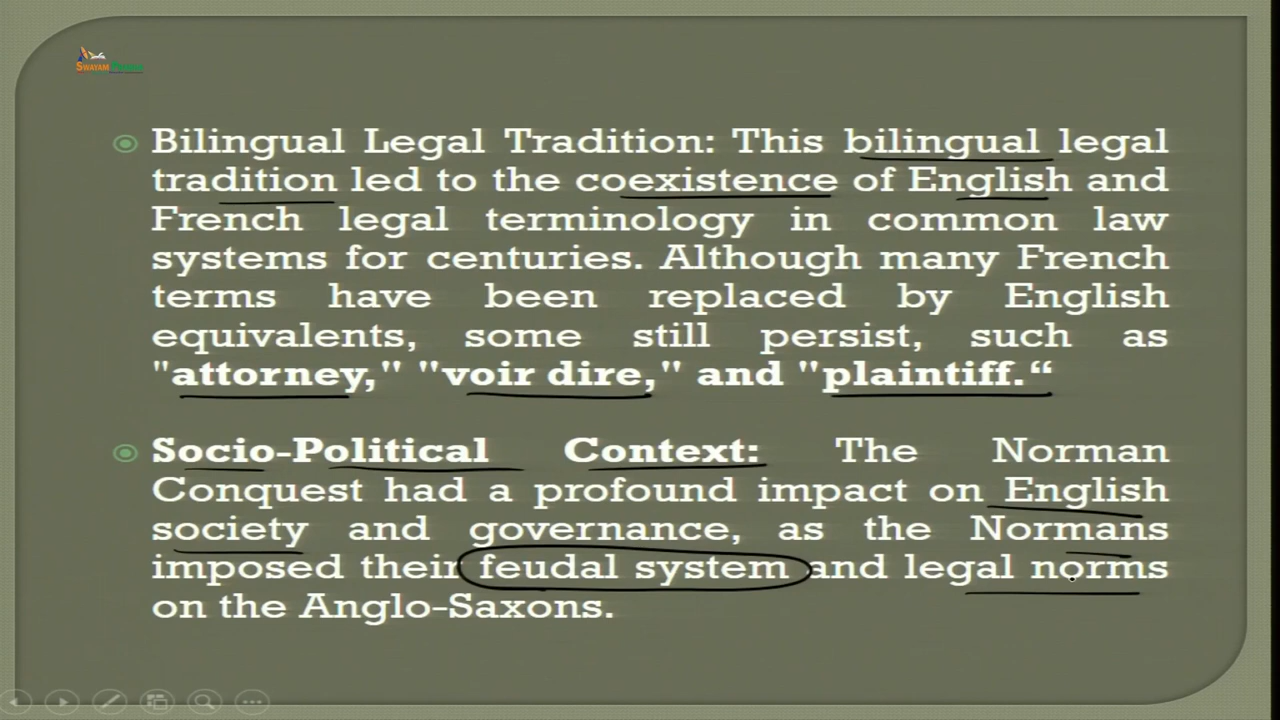 SWAYAM PRABHA
Bilingual Legal Tradition: This bilingual legal
tradition led to the coexistence of English and
French legal terminology in common law
systems for centuries. Although many French
terms have been replaced by English
equivalents, some still persist, such as
"attorney," "voir dire," and "plaintiff.“
Socio-Political Context: The Norman
Conquest had a profound impact on English
society and governance, as the Normans
imposed their feudal system and legal norms
on the Anglo-Saxons.